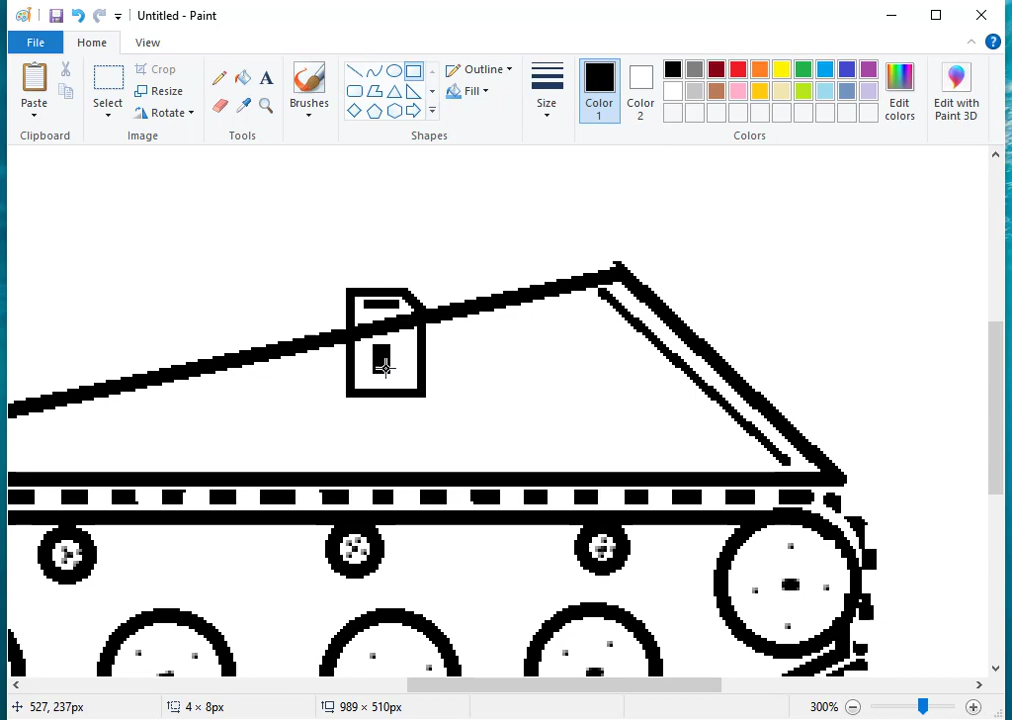 Untitled - Paint
File Home View
Paste
Clipboard
Select
Crop
Resize
Rotate
Image
A
Tools
Brushes
Shapes
Outline
Fill
Size
Color 1
Color 2
Edit colors
Colors
Edit with Paint 3D
?
527, 237px
4 × 8px
989 × 510px
300%